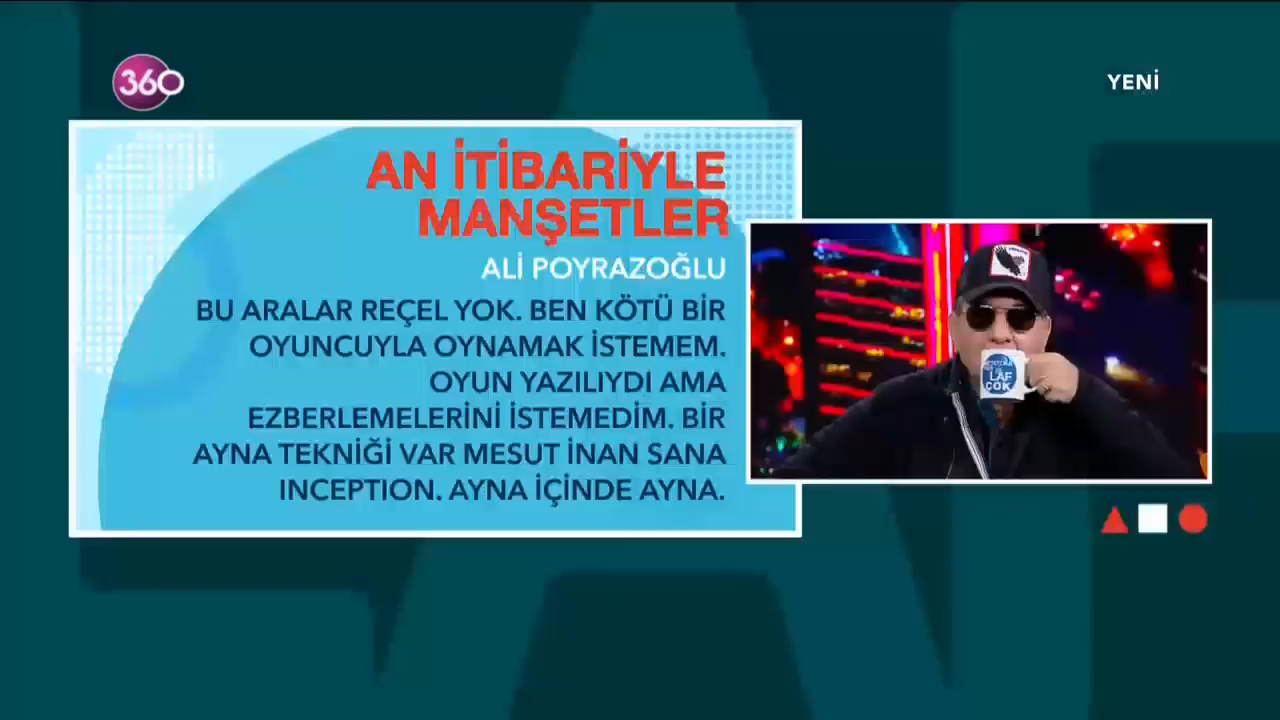 360
YENİ
AN İTİBARİYLE
MANŞETLER
ALİ POYRAZOĞLU
BU ARALAR REÇEL YOK. BEN KÖTÜ BİR
OYUNCUYLA OYNAMAK İSTEMEM.
OYUN YAZILIYDI AMA
EZBERLEMELERİNİ İSTEMEDİM. BİR
AYNA TEKNİĞİ VAR MESUT İNAN SANA
INCEPTION. AYNA İÇİNDE AYNA.
LAF
ÇOK